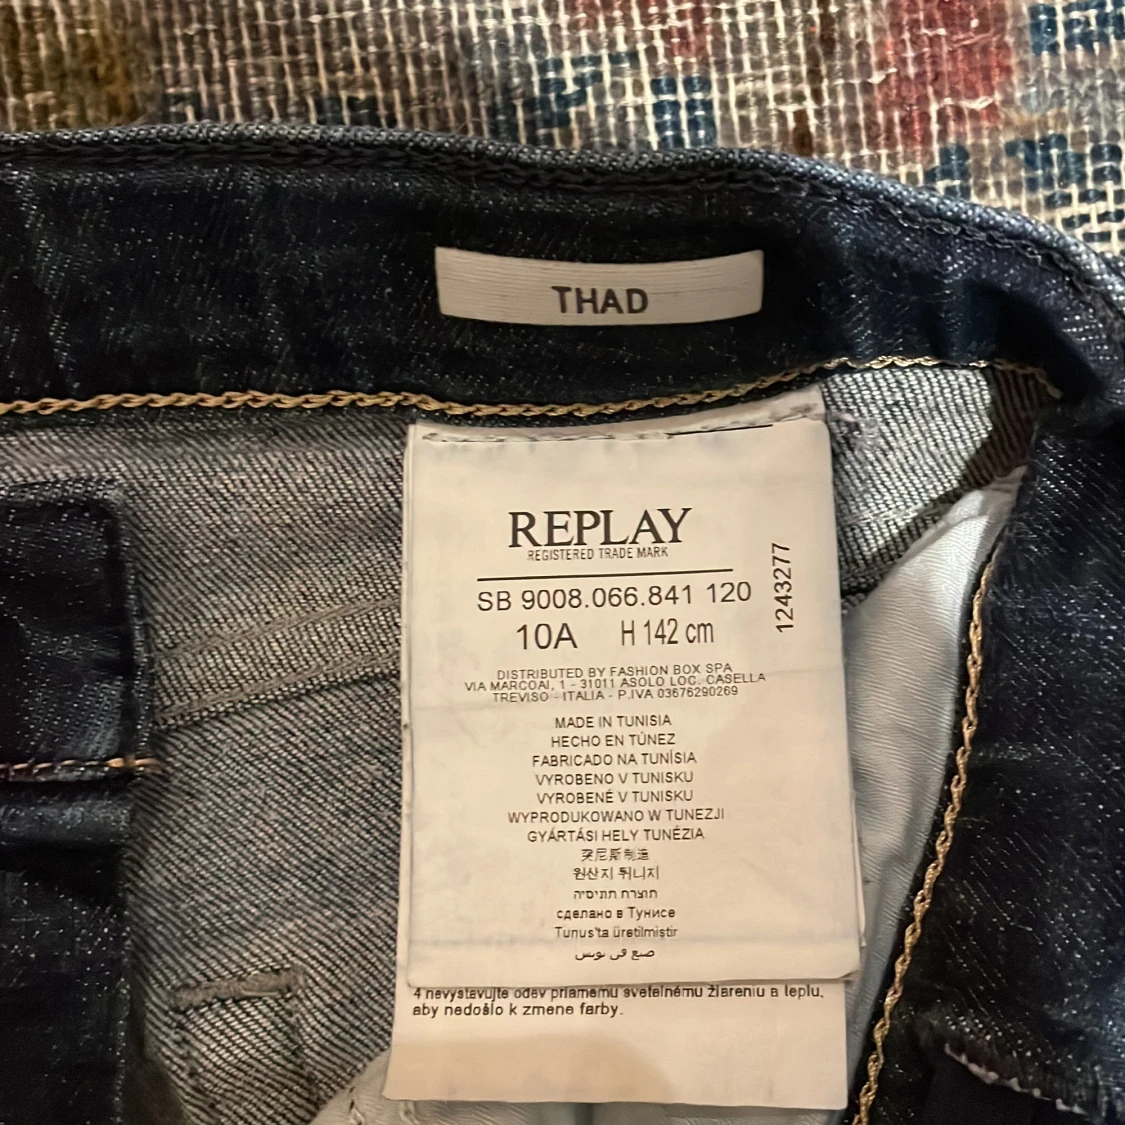 THAD
REPLAY
REGISTERED TRADE MARK
SB 9008.066.841 120
10A H 142 cm
1243277
DISTRIBUTED BY FASHION BOX SPA
VIA MARCOAI, 1 - 31011 ASOLO LOC. CASELLA
TREVISO - ITALIA - P.IVA 03676290269
MADE IN TUNISIA
HECHO EN TÚNEZ
FABRICADO NA TUNÍSIA
VYROBENO V TUNISKU
VYROBENÉ V TUNISKU
WYPRODUKOWANO W TUNEZJI
GYÁRTÁSI HELY TUNÉZIA
突尼斯制造
원산지 튀니지
תוצרת תוניסיה
сделано в Тунисе
Tunus'ta üretilmiştir
صنع في تونس
4 nevystavujte odev priamemu svetelnému žiareniu a teplu,
aby nedošlo k zmene farby.